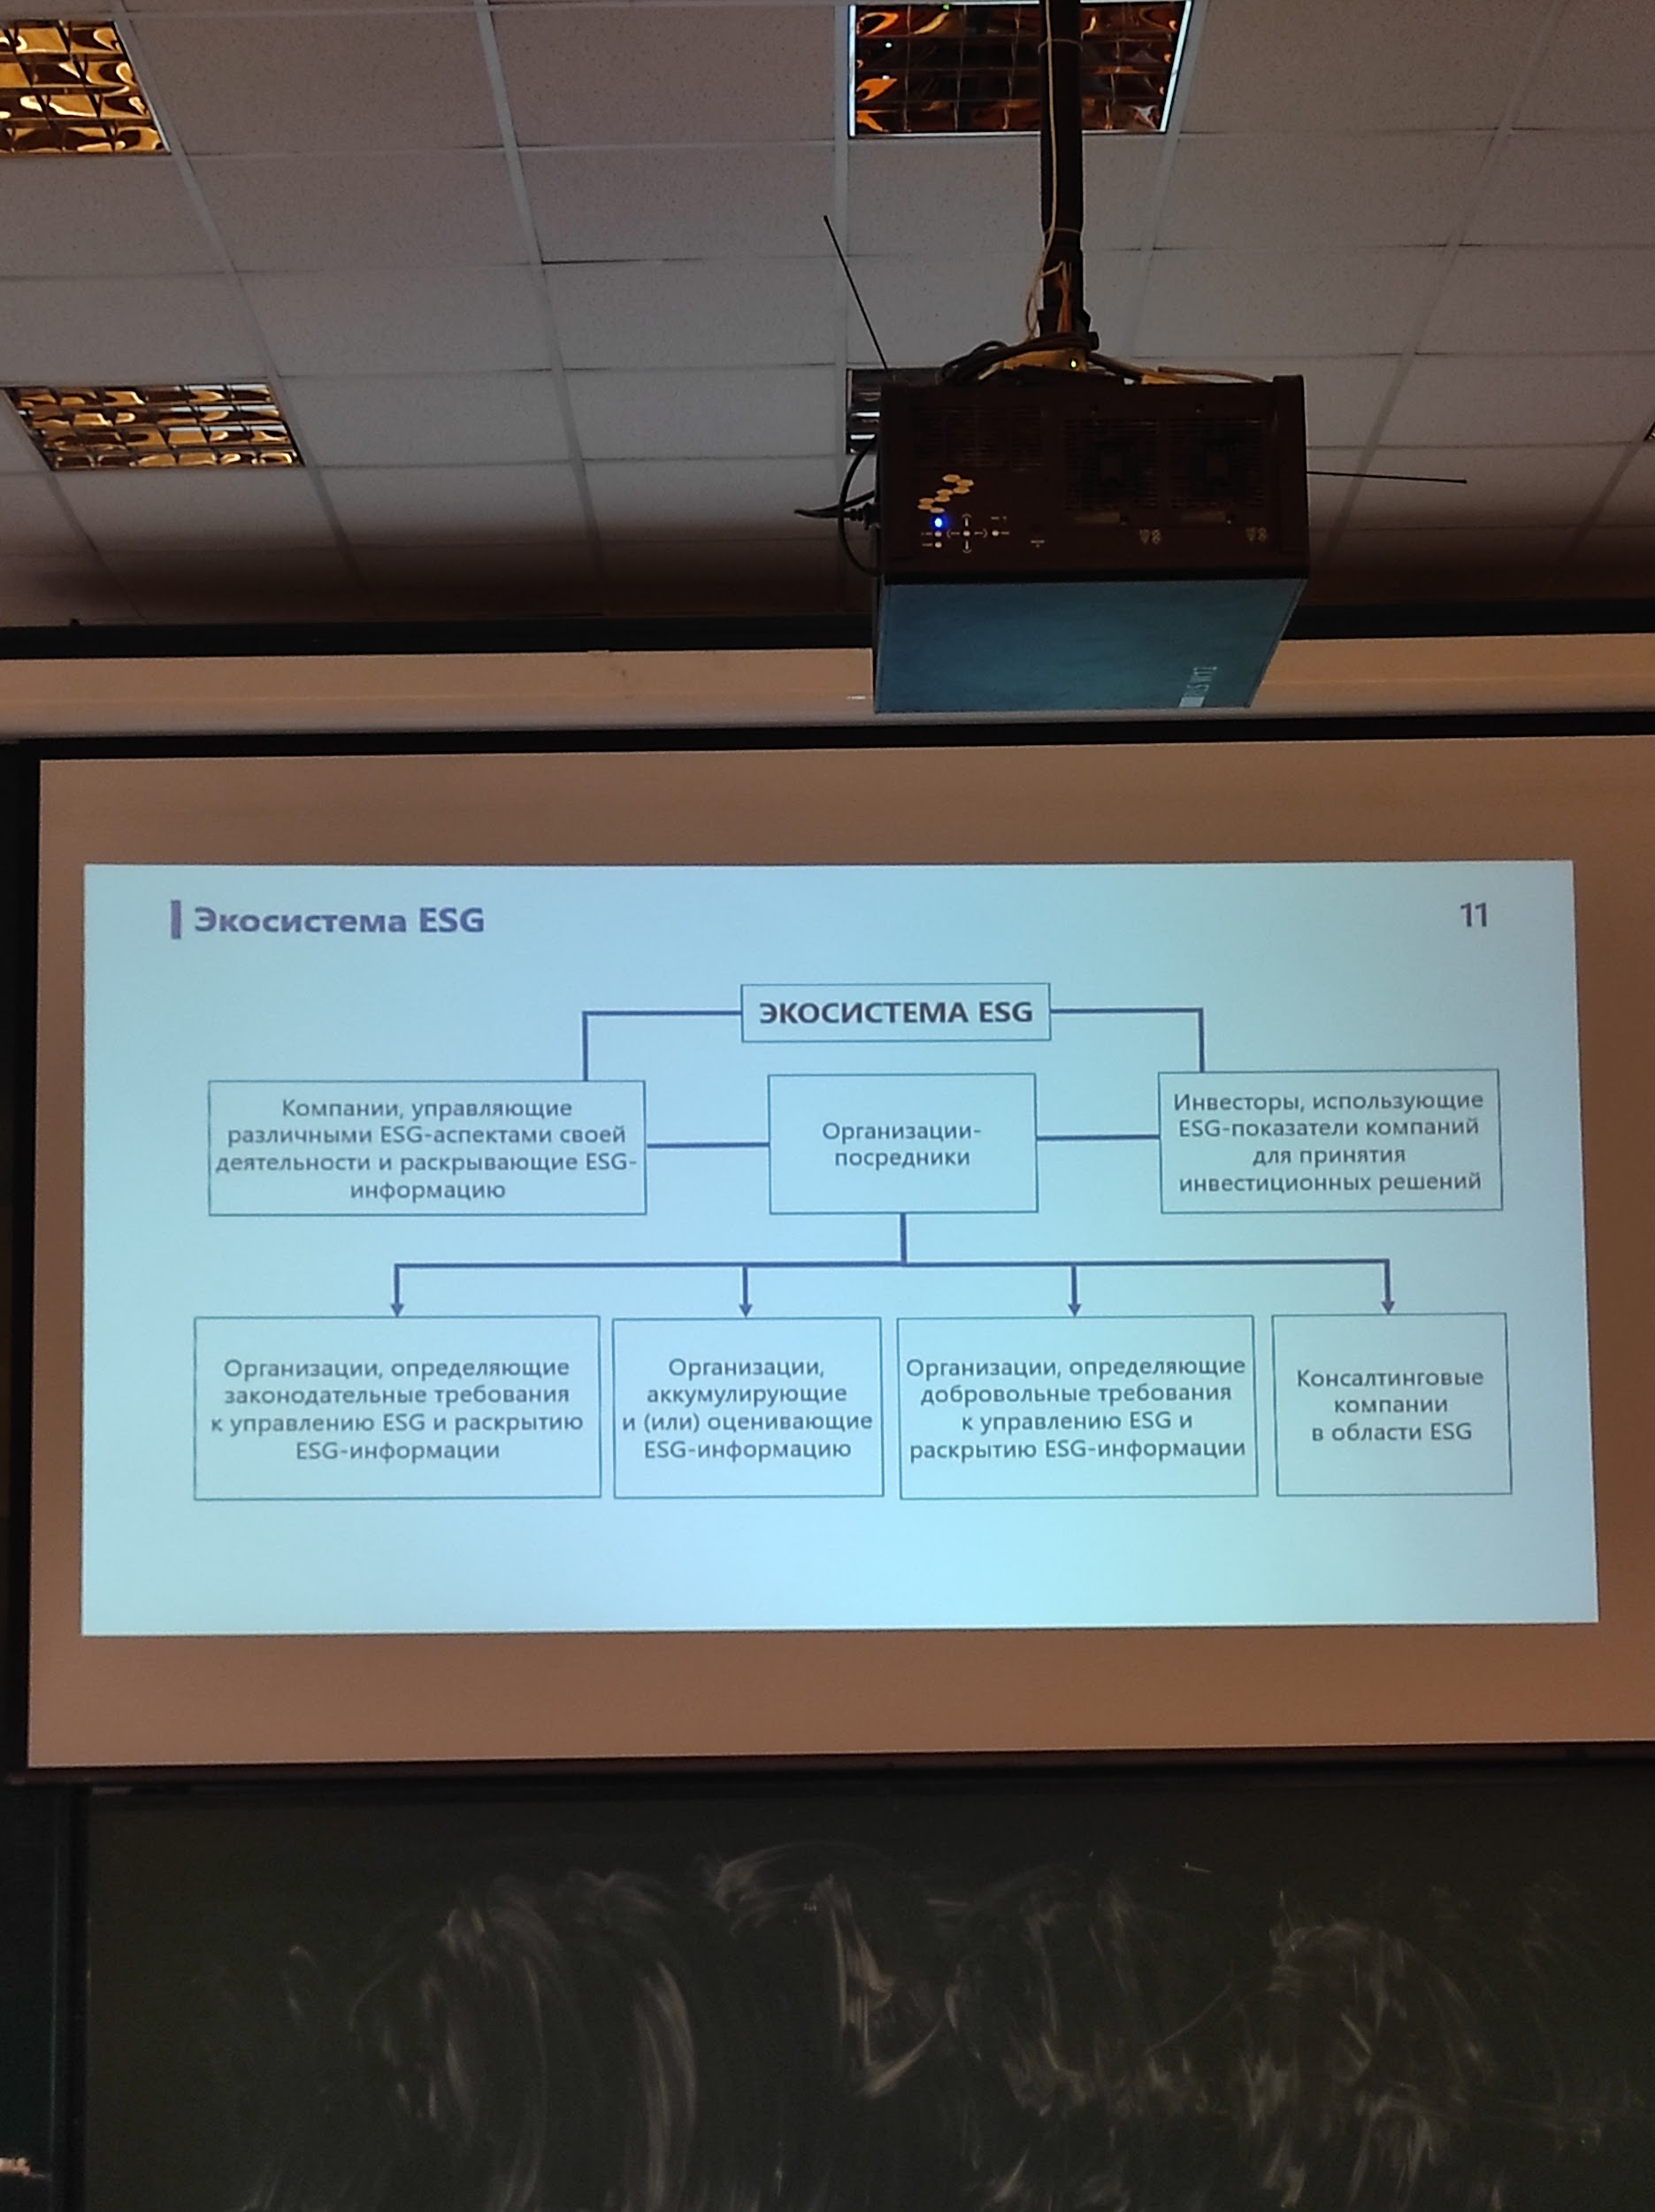 Экосистема ESG
11
ЭКОСИСТЕМА ESG
Компании, управляющие
различными ESG-аспектами своей
деятельности и раскрывающие ESG-
информацию
Организации-
посредники
Инвесторы, использующие
ESG-показатели компаний
для принятия
инвестиционных решений
Организации, определяющие
законодательные требования
к управлению ESG и раскрытию
ESG-информации
Организации,
аккумулирующие
и (или) оценивающие
ESG-информацию
Организации, определяющие
добровольные требования
к управлению ESG и
раскрытию ESG-информации
Консалтинговые
компании
в области ESG